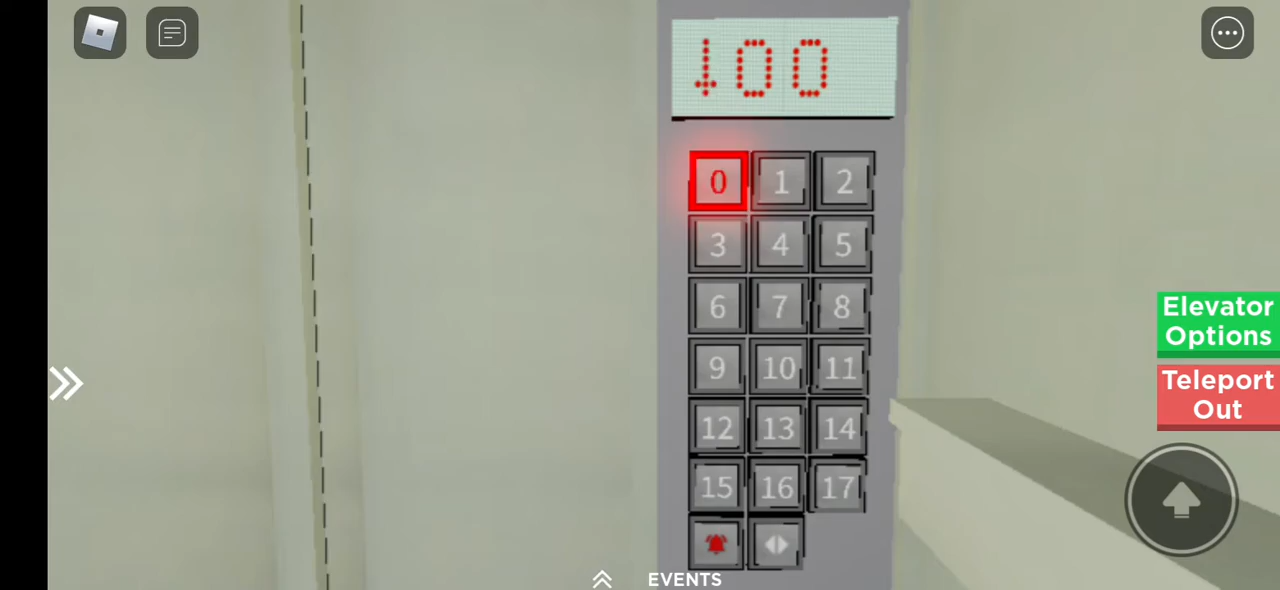 ↓00
0 1 2
3 4 5
6 7 8
9 10 11
12 13 14
15 16 17
Elevator
Options
Teleport
Out
EVENTS